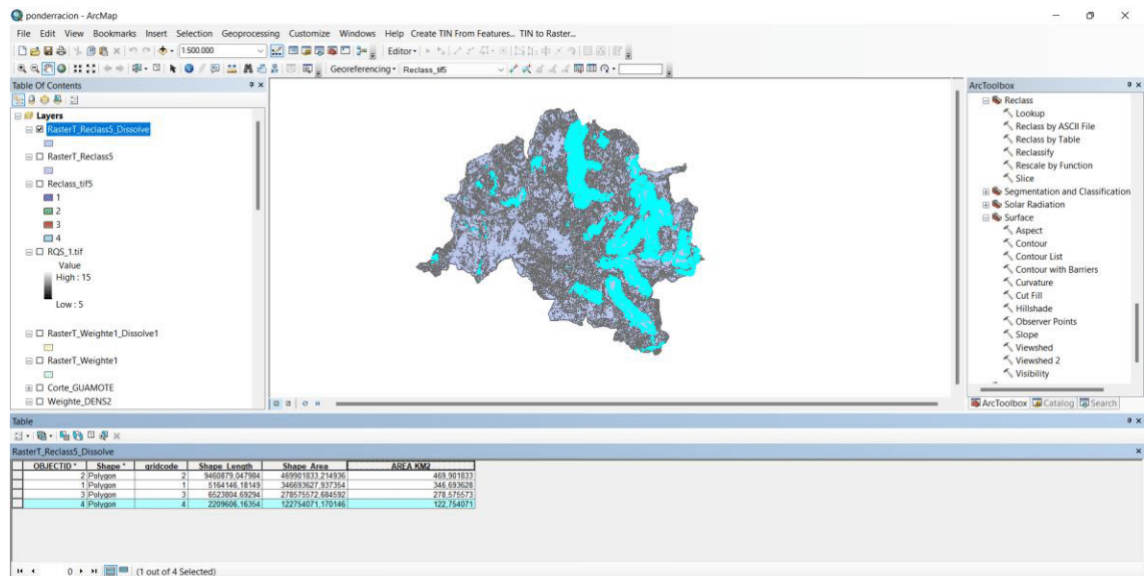 ponderracion - ArcMap
File Edit View Bookmarks Insert Selection Geoprocessing Customize Windows Help Create TIN From Features... TIN to Raster...
1:500.000
Editor
Georeferencing Reclass_tif5
Table Of Contents
Layers
RasterT_Reclass5_Dissolve
RasterT_Reclass5
Reclass_tif5
1
2
3
4
RQS_1.tif
Value
High : 15
Low : 5
RasterT_Weighte1_Dissolve1
RasterT_Weighte1
Corte_GUAMOTE
Weighte_DENS2
ArcToolbox
Reclass
Lookup
Reclass by ASCII File
Reclass by Table
Reclassify
Rescale by Function
Slice
Segmentation and Classification
Solar Radiation
Surface
Aspect
Contour
Contour List
Contour with Barriers
Curvature
Cut Fill
Hillshade
Observer Points
Slope
Viewshed
Viewshed 2
Visibility
ArcToolbox Catalog Search
Table
RasterT_Reclass5_Dissolve
OBJECTID * Shape * gridcode Shape_Length Shape_Area AREA KM2
2 Polygon 2 9460879,047984 469901833,214936 469,901833
1 Polygon 1 5164146,18149 346693627,937354 346,693628
3 Polygon 3 6523804,69294 278575572,684592 278,575573
4 Polygon 4 2209606,16354 122754071,170146 122,754071
0 (1 out of 4 Selected)